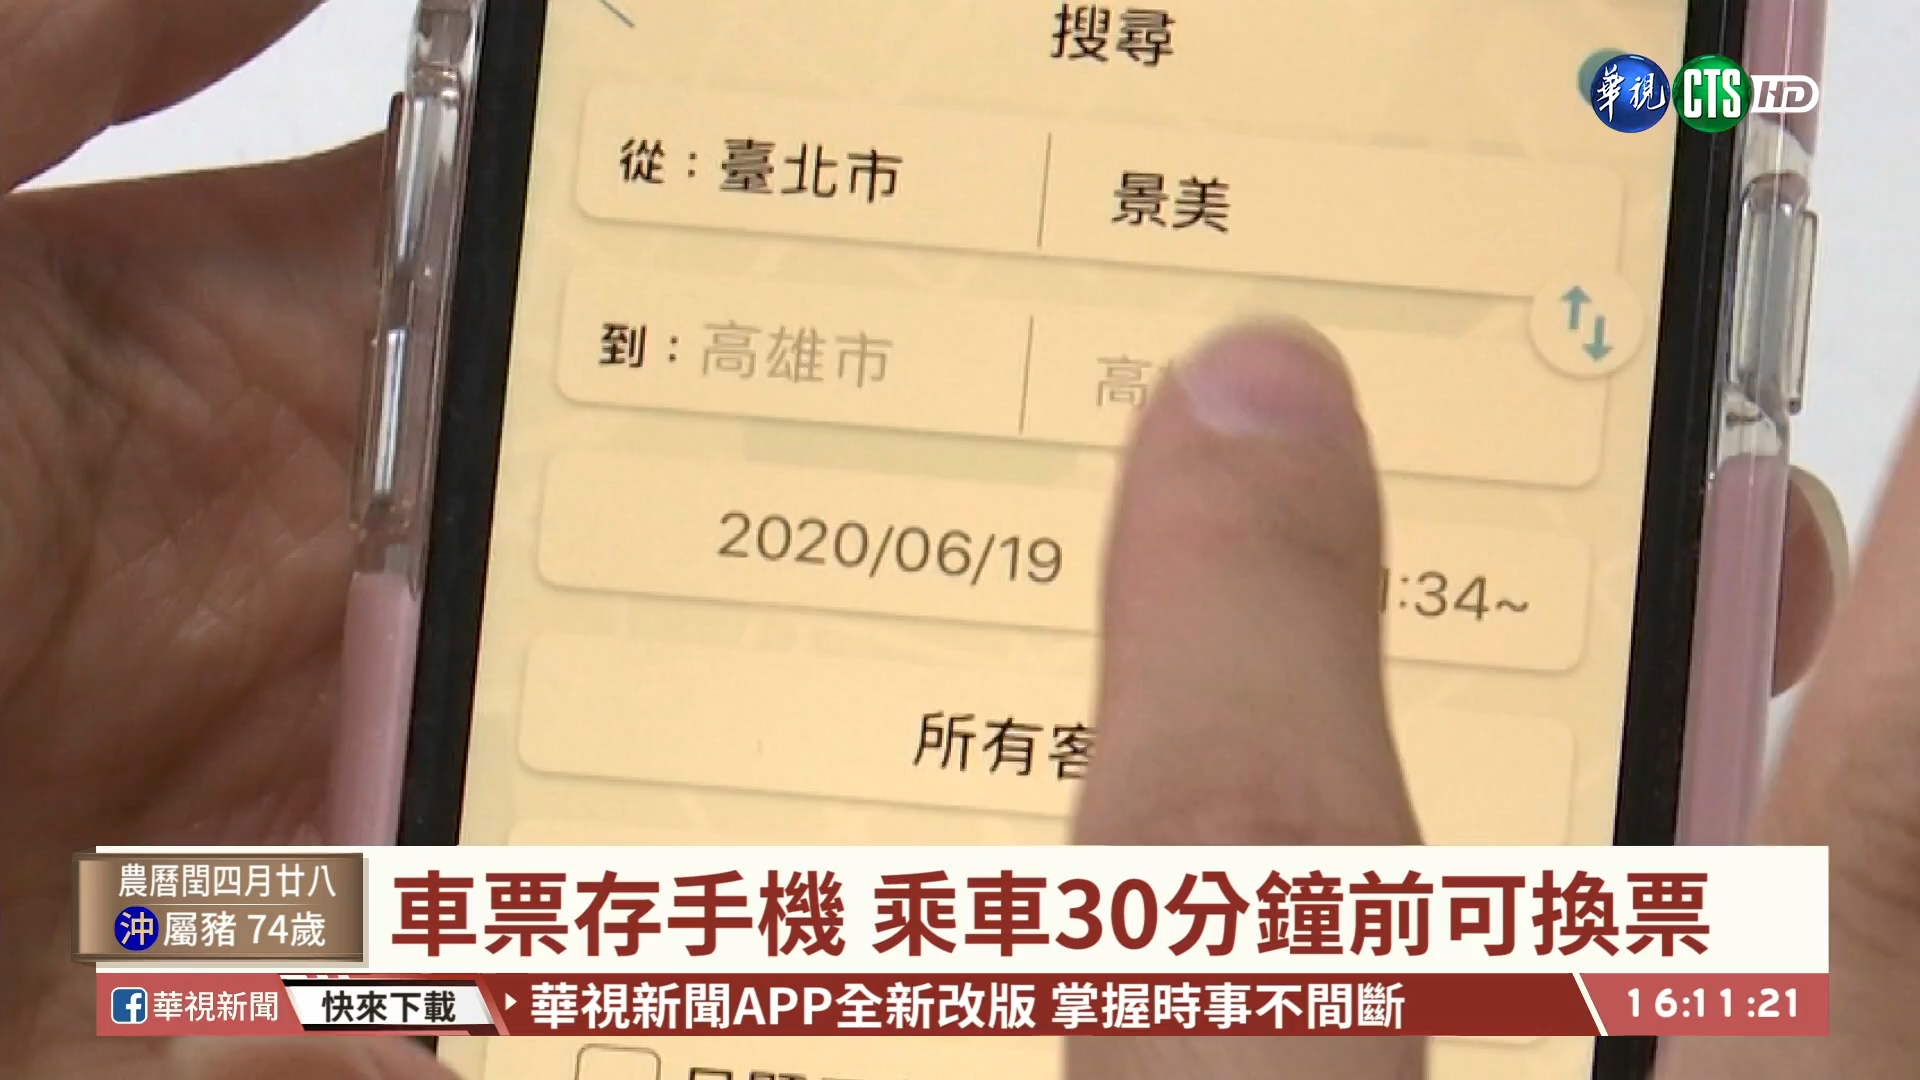 搜尋
華視 CTS HD
從：臺北市 景美
到：高雄市 高
2020/06/19 1:34~
所有客
農曆閏四月廿八
沖 屬豬 74歲
車票存手機 乘車30分鐘前可換票
華視新聞 快來下載 華視新聞APP全新改版 掌握時事不間斷
16:11:21